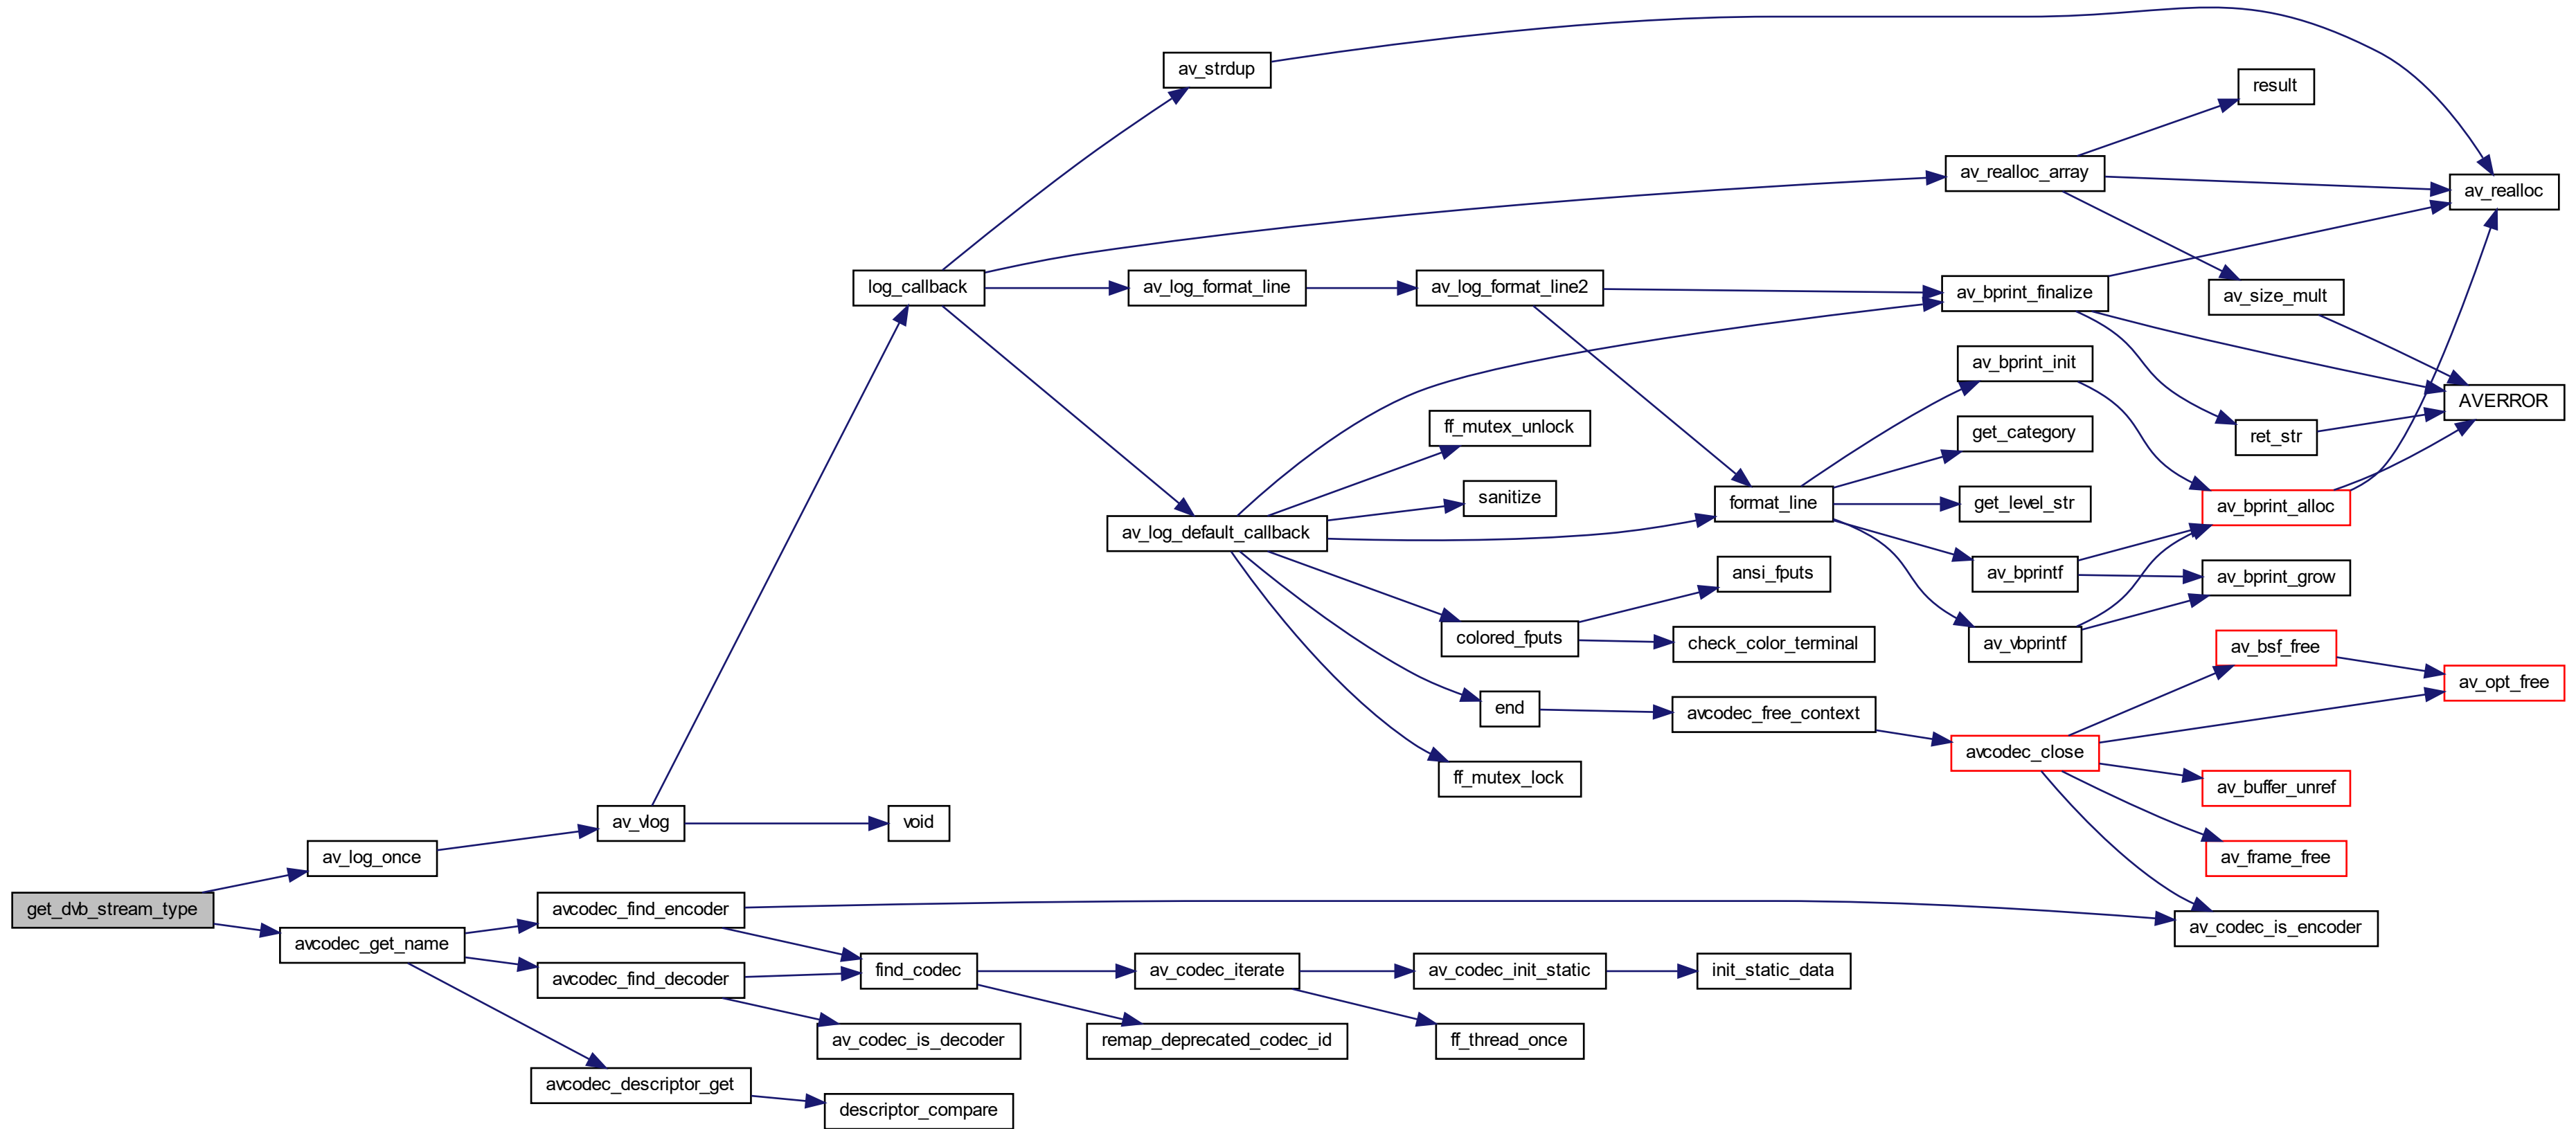 av_strdup
result
av_realloc_array
av_realloc
log_callback
av_log_format_line
av_log_format_line2
av_bprint_finalize
av_size_mult
av_bprint_init
AVERROR
ff_mutex_unlock
get_category
ret_str
sanitize
format_line
get_level_str
av_bprint_alloc
av_log_default_callback
ansi_fputs
av_bprintf
av_bprint_grow
colored_fputs
check_color_terminal
av_vbprintf
av_bsf_free
av_opt_free
end
avcodec_free_context
avcodec_close
ff_mutex_lock
av_buffer_unref
av_vlog
void
av_log_once
av_frame_free
get_dvb_stream_type
avcodec_find_encoder
av_codec_is_encoder
avcodec_get_name
avcodec_find_decoder
find_codec
av_codec_iterate
av_codec_init_static
init_static_data
av_codec_is_decoder
remap_deprecated_codec_id
ff_thread_once
avcodec_descriptor_get
descriptor_compare